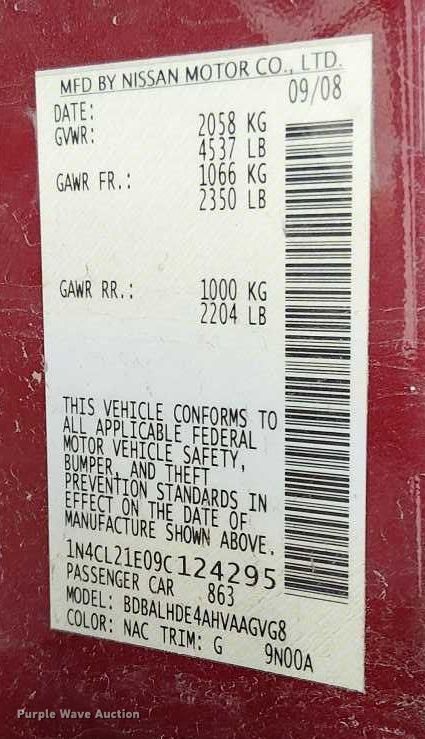 MFD BY NISSAN MOTOR CO., LTD.
DATE: 09/08
GVWR: 2058 KG
4537 LB
GAWR FR.: 1066 KG
2350 LB
GAWR RR.: 1000 KG
2204 LB
THIS VEHICLE CONFORMS TO
ALL APPLICABLE FEDERAL
MOTOR VEHICLE SAFETY,
BUMPER, AND THEFT
PREVENTION STANDARDS IN
EFFECT ON THE DATE OF
MANUFACTURE SHOWN ABOVE.
1N4CL21E09C124295
PASSENGER CAR 863
MODEL: BDBALHDE4AHVAAGVG8
COLOR: NAC TRIM: G 9N00A
Purple Wave Auction